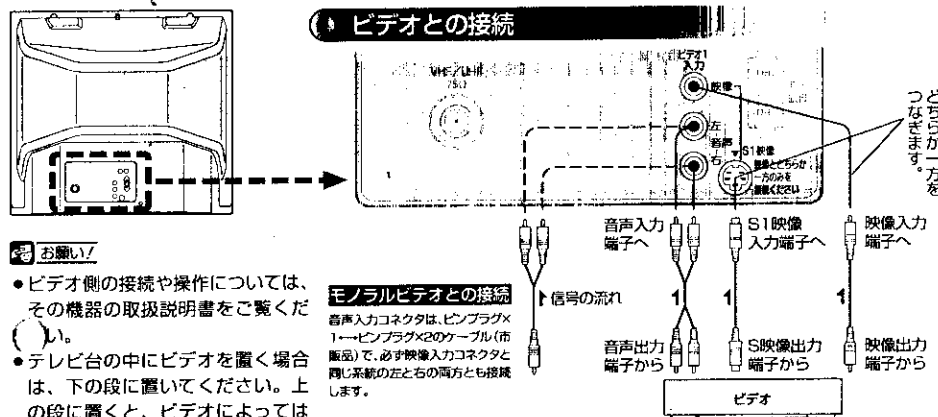 ビデオとの接続
VHF/UHF
75Ω
ビデオ1
入力
映像
左
音声
右
S1映像
映像とどちらか
一方のみを
接続ください
どちらか一方を
つなぎます。
お願い!
●ビデオ側の接続や操作については、
その機器の取扱説明書をご覧くだ
さい。
●テレビ台の中にビデオを置く場合
は、下の段に置いてください。上
の段に置くと、ビデオによっては
モノラルビデオとの接続
音声入力コネクタは、ピンプラグ×
1←→ピンプラグ×2のケーブル(市
販品)で、必ず映像入力コネクタと
同じ系統の左と右の両方とも接続
します。
信号の流れ
音声入力
端子へ
S1映像
入力端子へ
映像入力
端子へ
音声出力
端子から
S映像出力
端子から
映像出力
端子から
ビデオ